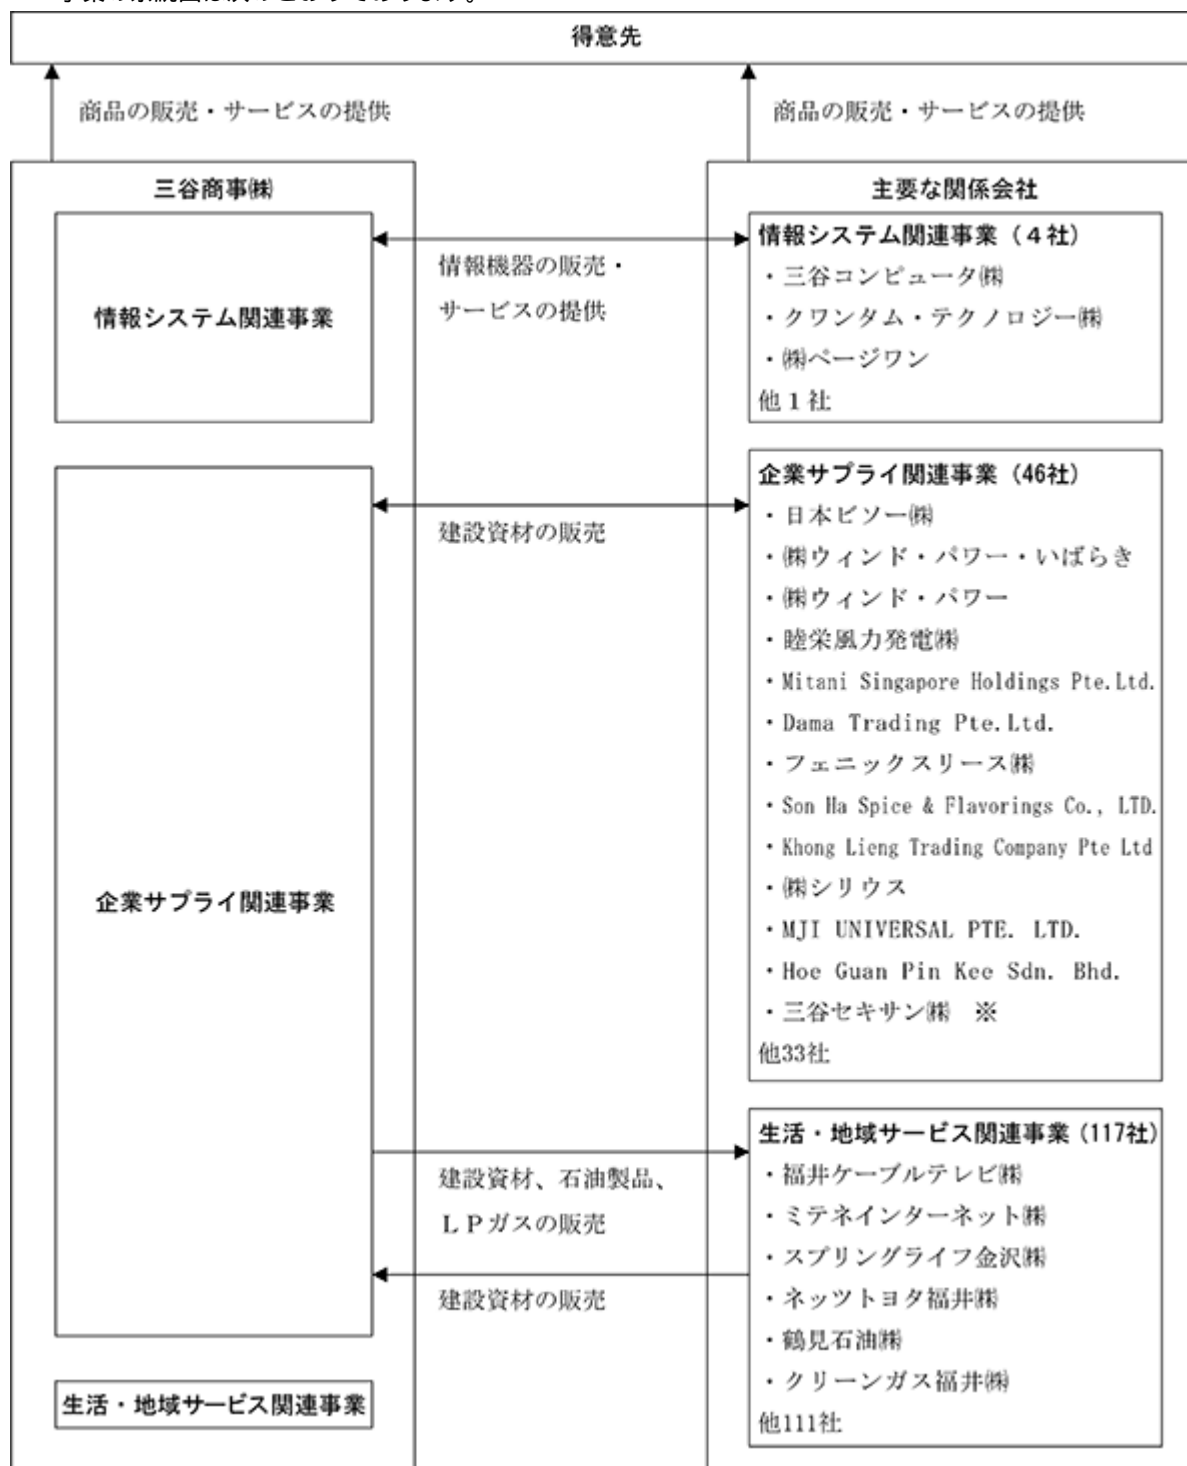 得意先
商品の販売・サービスの提供
商品の販売・サービスの提供
三谷商事㈱
情報システム関連事業
企業サプライ関連事業
生活・地域サービス関連事業
情報機器の販売・
サービスの提供
建設資材の販売
建設資材、石油製品、
ＬＰガスの販売
建設資材の販売
主要な関係会社
情報システム関連事業（４社）
・三谷コンピュータ㈱
・クワンタム・テクノロジー㈱
・㈱ページワン
他１社
企業サプライ関連事業（46社）
・日本ビソー㈱
・㈱ウィンド・パワー・いばらき
・㈱ウィンド・パワー
・睦栄風力発電㈱
・Mitani Singapore Holdings Pte.Ltd.
・Dama Trading Pte.Ltd.
・フェニックスリース㈱
・Son Ha Spice & Flavorings Co., LTD.
・Khong Lieng Trading Company Pte Ltd
・㈱シリウス
・MJI UNIVERSAL PTE. LTD.
・Hoe Guan Pin Kee Sdn. Bhd.
・三谷セキサン㈱　※
他33社
生活・地域サービス関連事業（117社）
・福井ケーブルテレビ㈱
・ミテネインターネット㈱
・スプリングライフ金沢㈱
・ネッツトヨタ福井㈱
・鶴見石油㈱
・クリーンガス福井㈱
他111社